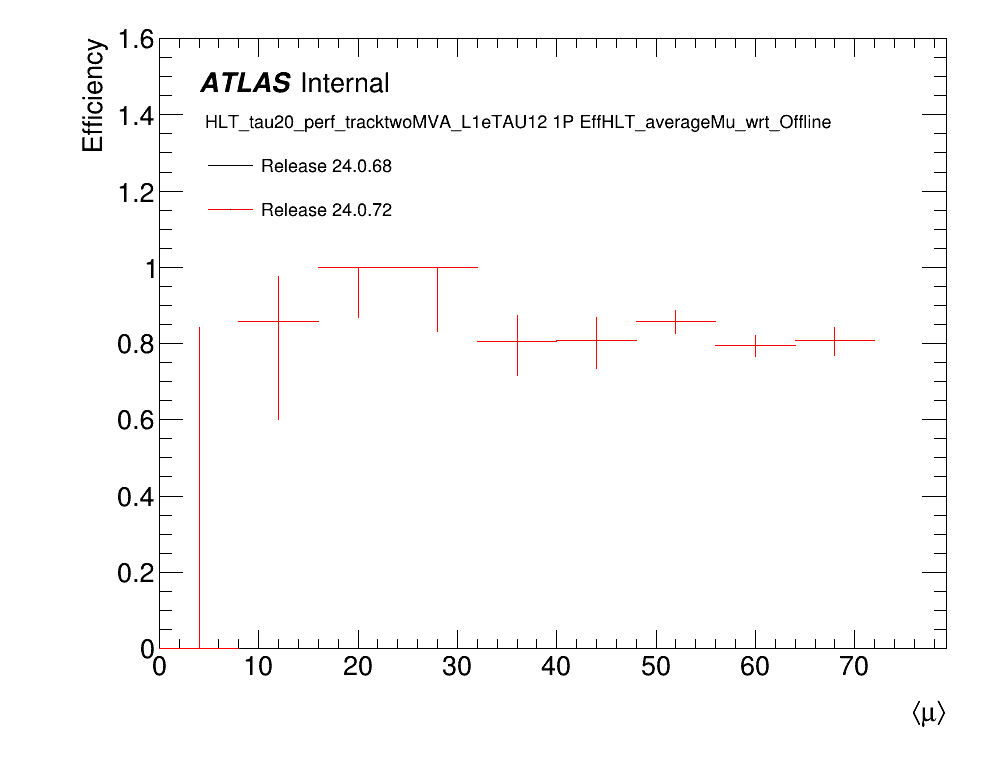 1.6
Efficiency
ATLAS Internal
1.4
HLT_tau20_perf_tracktwoMVA_L1eTAU12 1P EffHLT_averageMu_wrt_Offline
Release 24.0.68
1.2
Release 24.0.72
1
0.8
0.6
0.4
0.2
0
0 10 20 30 40 50 60 70
⟨μ⟩